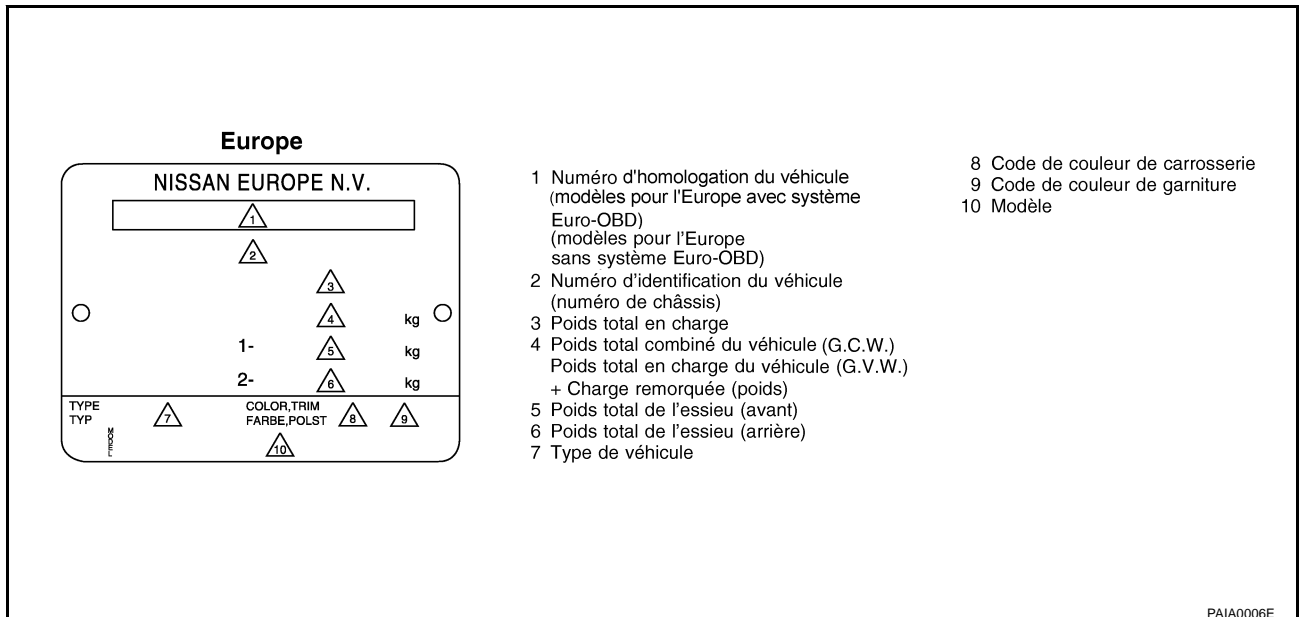 Europe
NISSAN EUROPE N.V.
1
2
3
4 kg
1- 5 kg
2- 6 kg
TYPE
TYP
7
COLOR,TRIM
FARBE,POLST
8
9
MODEL
10
1 Numéro d'homologation du véhicule
(modèles pour l'Europe avec système
Euro-OBD)
(modèles pour l'Europe
sans système Euro-OBD)
2 Numéro d'identification du véhicule
(numéro de châssis)
3 Poids total en charge
4 Poids total combiné du véhicule (G.C.W.)
Poids total en charge du véhicule (G.V.W.)
+ Charge remorquée (poids)
5 Poids total de l'essieu (avant)
6 Poids total de l'essieu (arrière)
7 Type de véhicule
8 Code de couleur de carrosserie
9 Code de couleur de garniture
10 Modèle
PAIA0006E